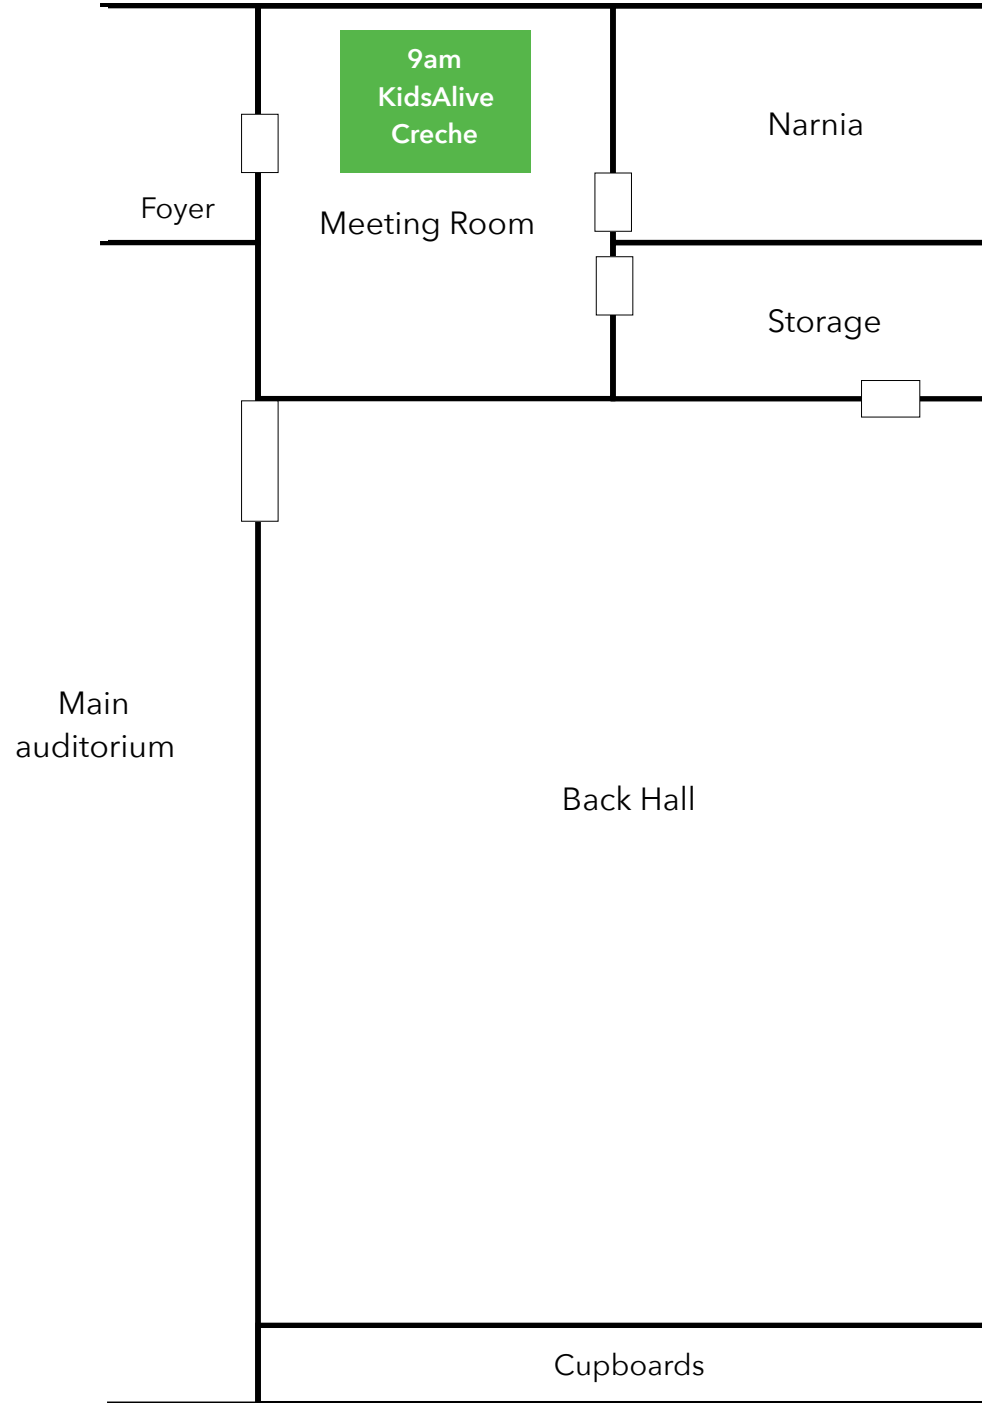 9am
KidsAlive
Creche
Narnia
Foyer
Meeting Room
Storage
Main
auditorium
Back Hall
Cupboards